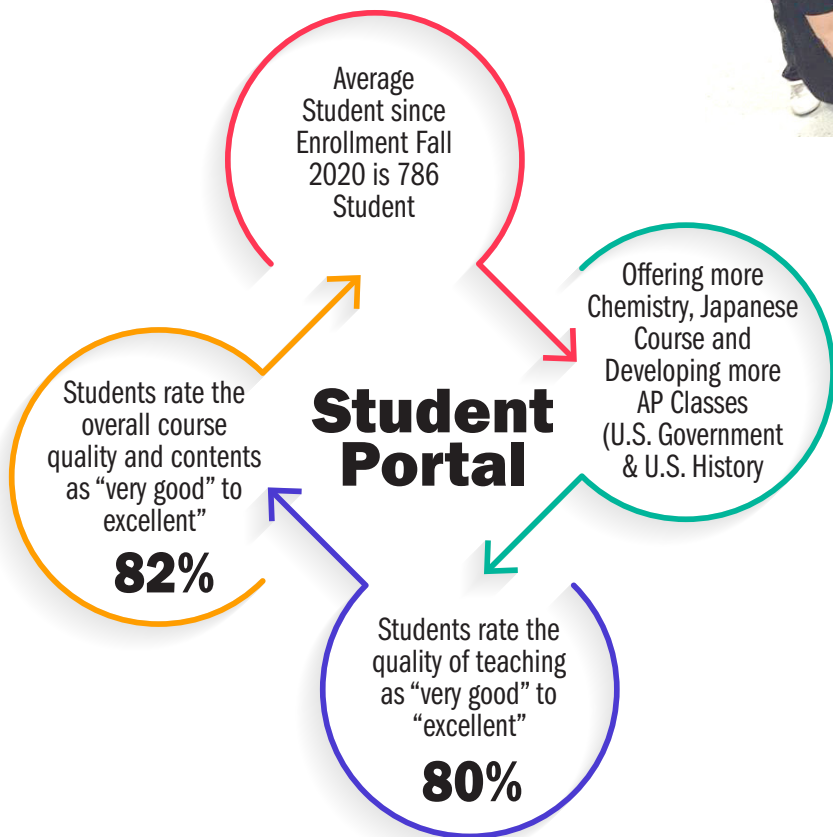 Average
Student since
Enrollment Fall
2020 is 786
Student
Offering more
Chemistry, Japanese
Course and
Developing more
AP Classes
(U.S. Government
& U.S. History
Student
Portal
Students rate the
overall course
quality and contents
as “very good” to
excellent”
82%
Students rate the
quality of teaching
as “very good” to
“excellent”
80%